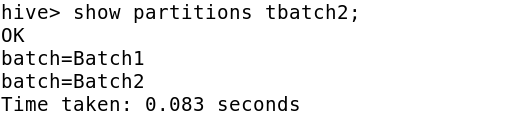 hive> show partitions tbatch2;
OK
batch=Batch1
batch=Batch2
Time taken: 0.083 seconds